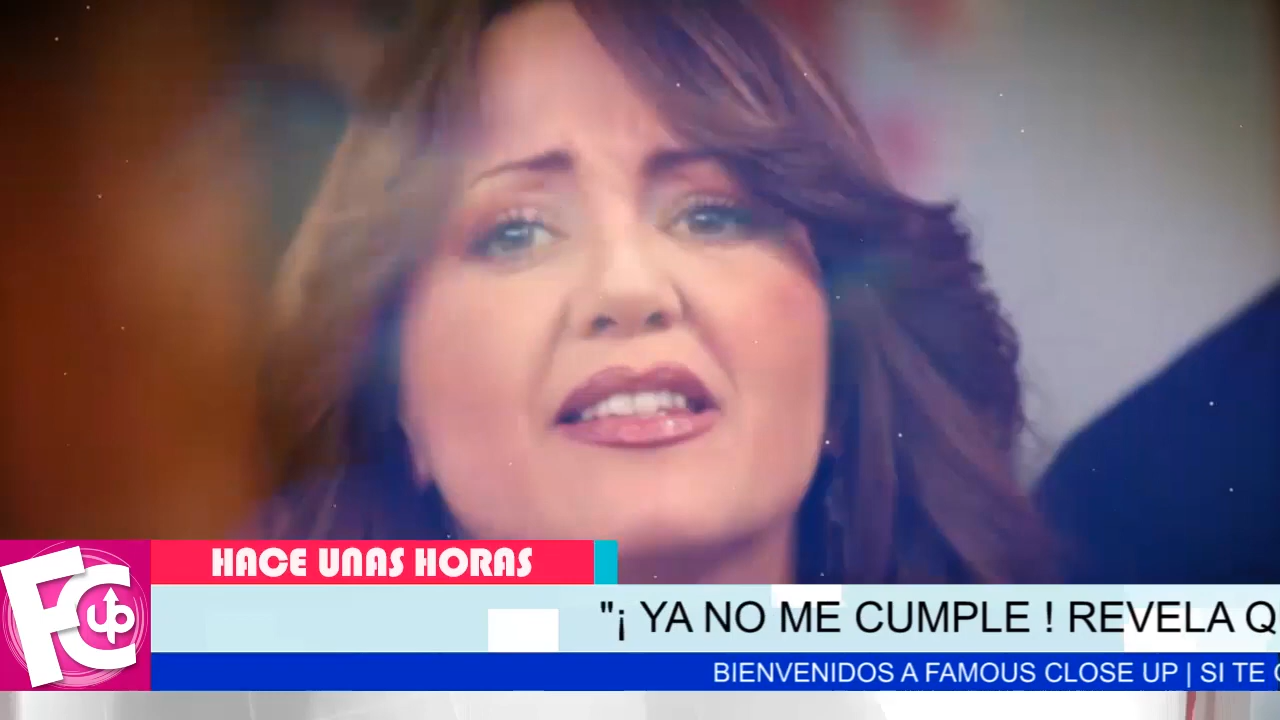 HACE UNAS HORAS
FC up
"¡ YA NO ME CUMPLE ! REVELA Q
BIENVENIDOS A FAMOUS CLOSE UP | SI TE